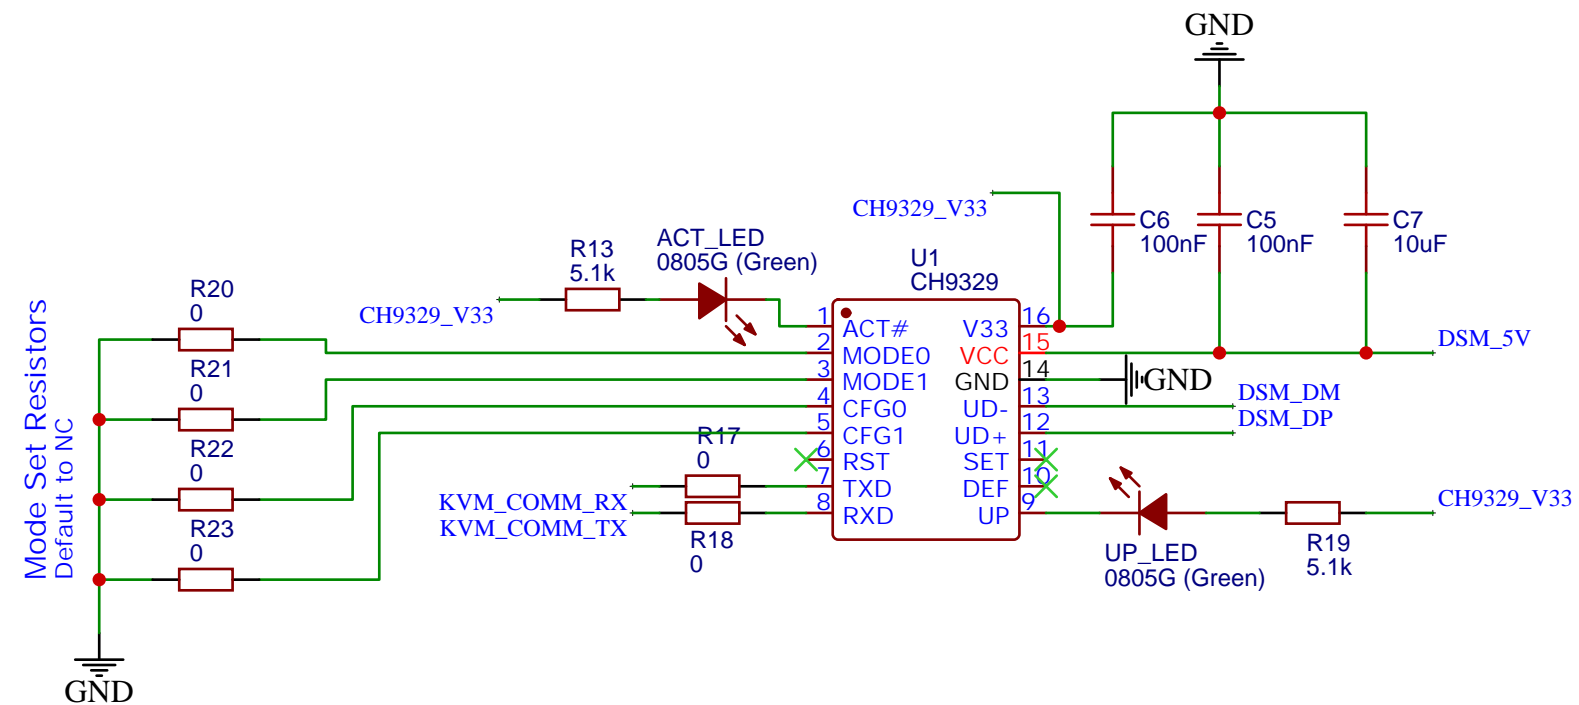 GND
CH9329_V33
C6
100nF
C5
100nF
C7
10uF
R13
5.1k
ACT_LED
0805G (Green)
U1
CH9329
CH9329_V33
R20
0
R21
0
R22
0
R23
0
Mode Set Resistors
Default to NC
GND
1 ACT#
2 MODE0
3 MODE1
4 CFG0
5 CFG1
6 RST
7 TXD
8 RXD
V33 16
VCC 15
GND 14
UD- 13
UD+ 12
SET 11
DEF 10
UP 9
R17
0
KVM_COMM_RX
KVM_COMM_TX
R18
0
DSM_5V
GND
DSM_DM
DSM_DP
CH9329_V33
UP_LED
0805G (Green)
R19
5.1k